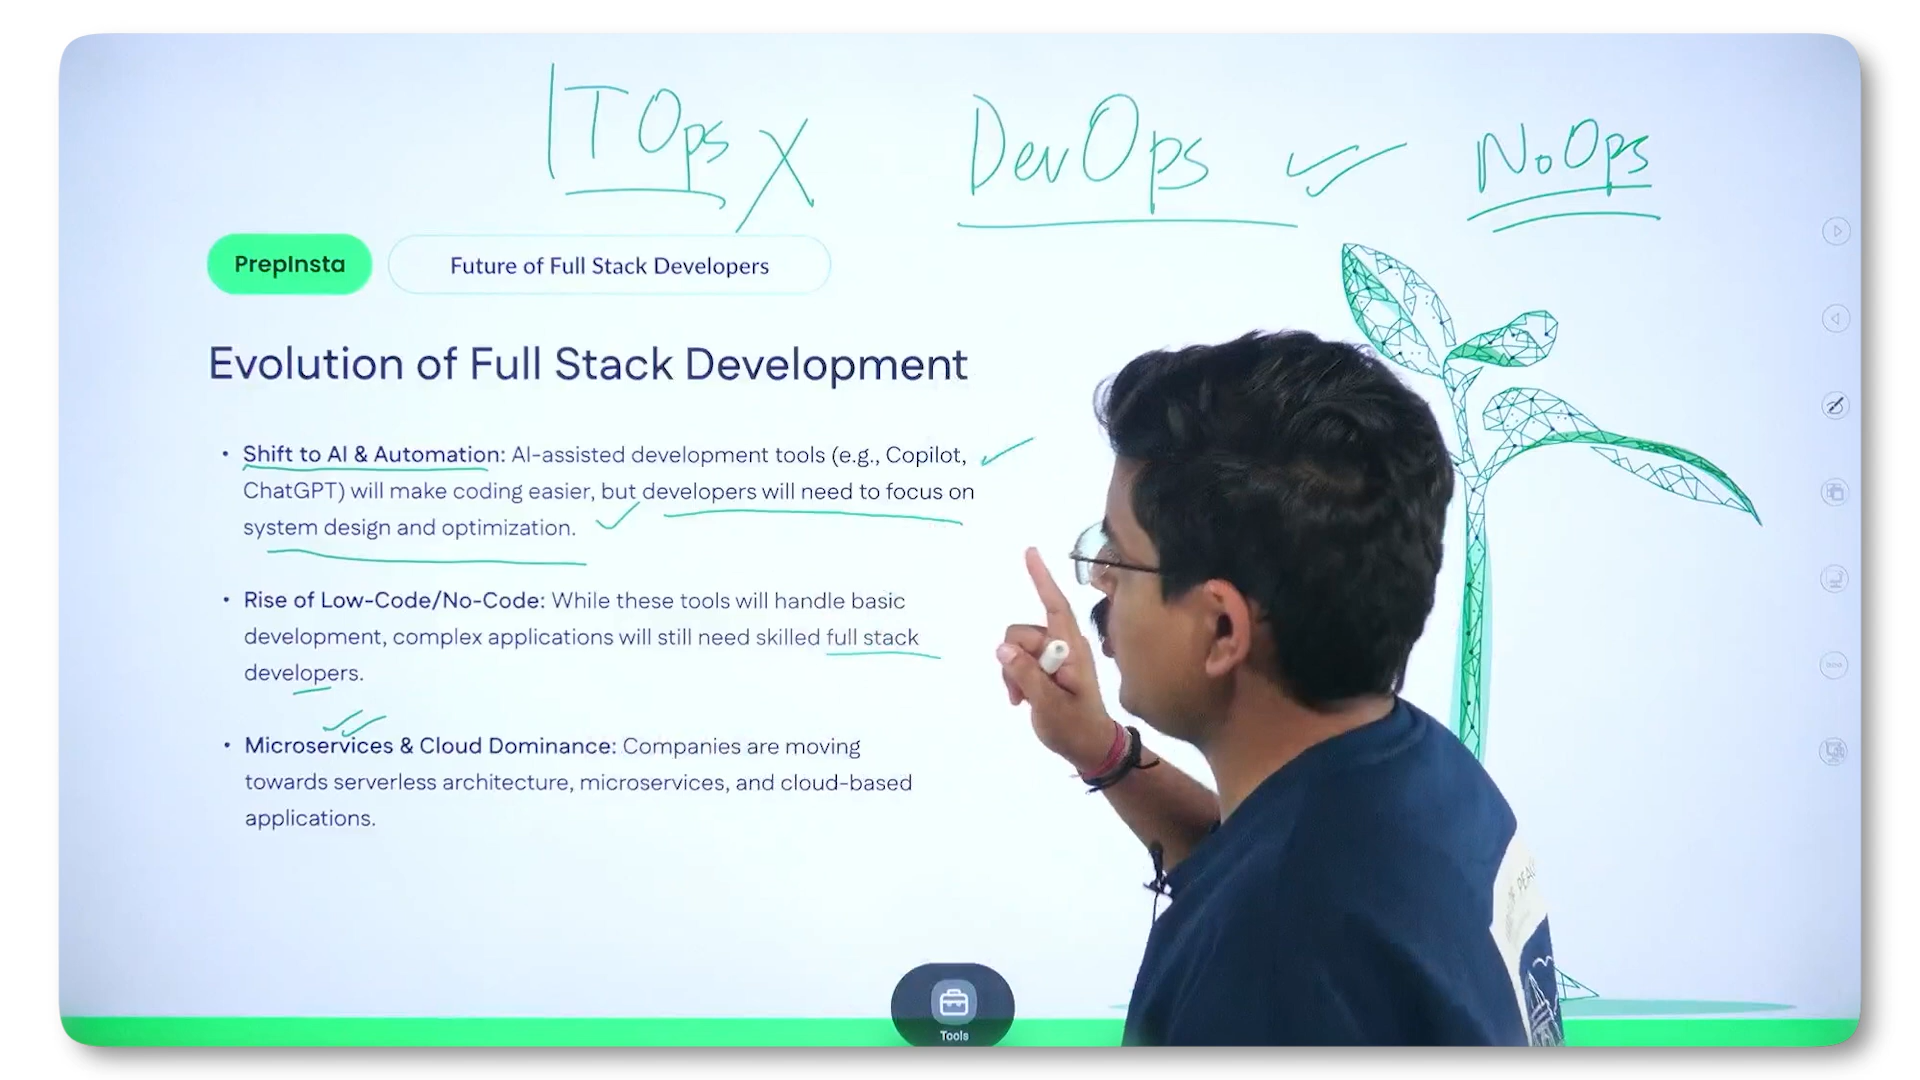 ITOps X DevOps NoOps
PrepInsta Future of Full Stack Developers
Evolution of Full Stack Development
• Shift to AI & Automation: AI-assisted development tools (e.g., Copilot,
ChatGPT) will make coding easier, but developers will need to focus on
system design and optimization.
• Rise of Low-Code/No-Code: While these tools will handle basic
development, complex applications will still need skilled full stack
developers.
• Microservices & Cloud Dominance: Companies are moving
towards serverless architecture, microservices, and cloud-based
applications.
Tools